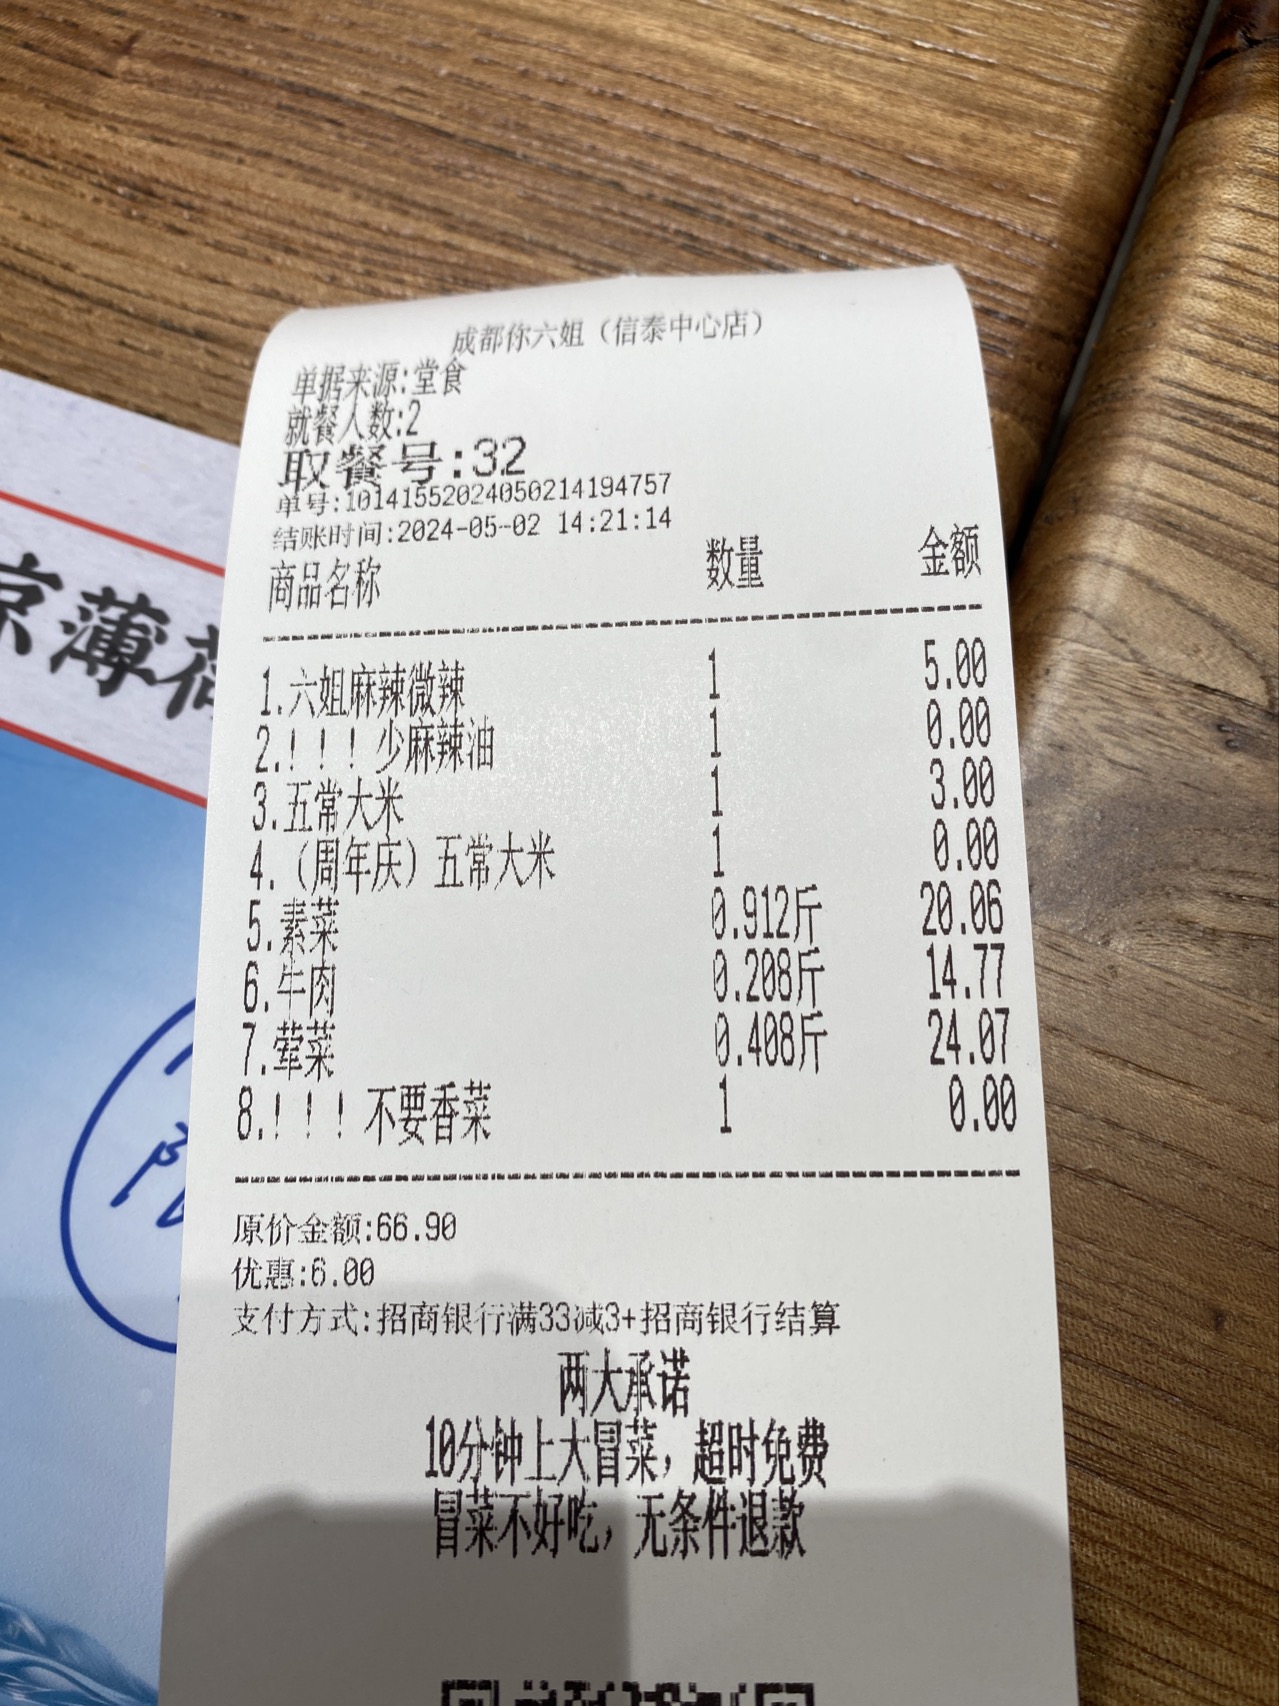 成都你六姐（信泰中心店）
单据来源:堂食
就餐人数:2
取餐号:32
单号:10141552024050214194757
结账时间:2024-05-02 14:21:14
商品名称 数量 金额
1.六姐麻辣微辣 1 5.00
2.！！！少麻辣油 1 0.00
3.五常大米 1 3.00
4.（周年庆）五常大米 1 0.00
5.素菜 0.912斤 20.06
6.牛肉 0.208斤 14.77
7.荤菜 0.408斤 24.07
8.！！！不要香菜 1 0.00
原价金额:66.90
优惠:6.00
支付方式:招商银行满33减3+招商银行结算
两大承诺
10分钟上大冒菜，超时免费
冒菜不好吃，无条件退款
京薄荷